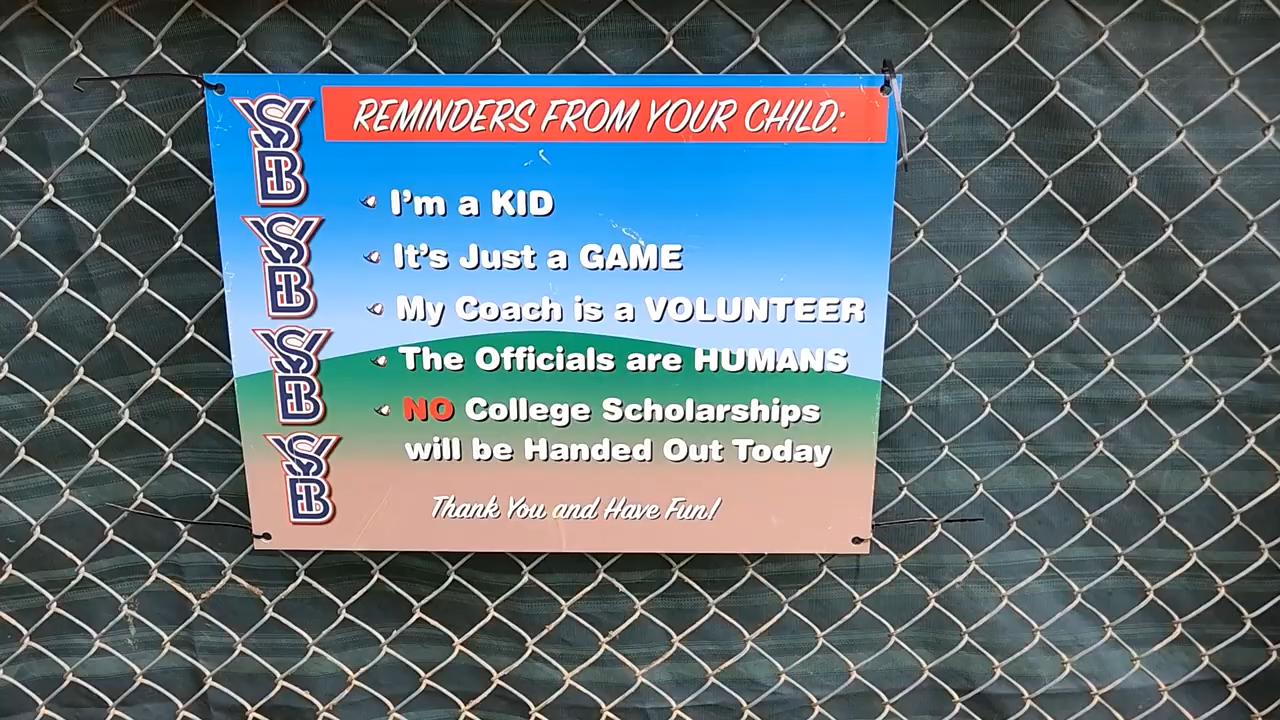 REMINDERS FROM YOUR CHILD:
I'm a KID
It's Just a GAME
My Coach is a VOLUNTEER
The Officials are HUMANS
NO College Scholarships
will be Handed Out Today
Thank You and Have Fun!